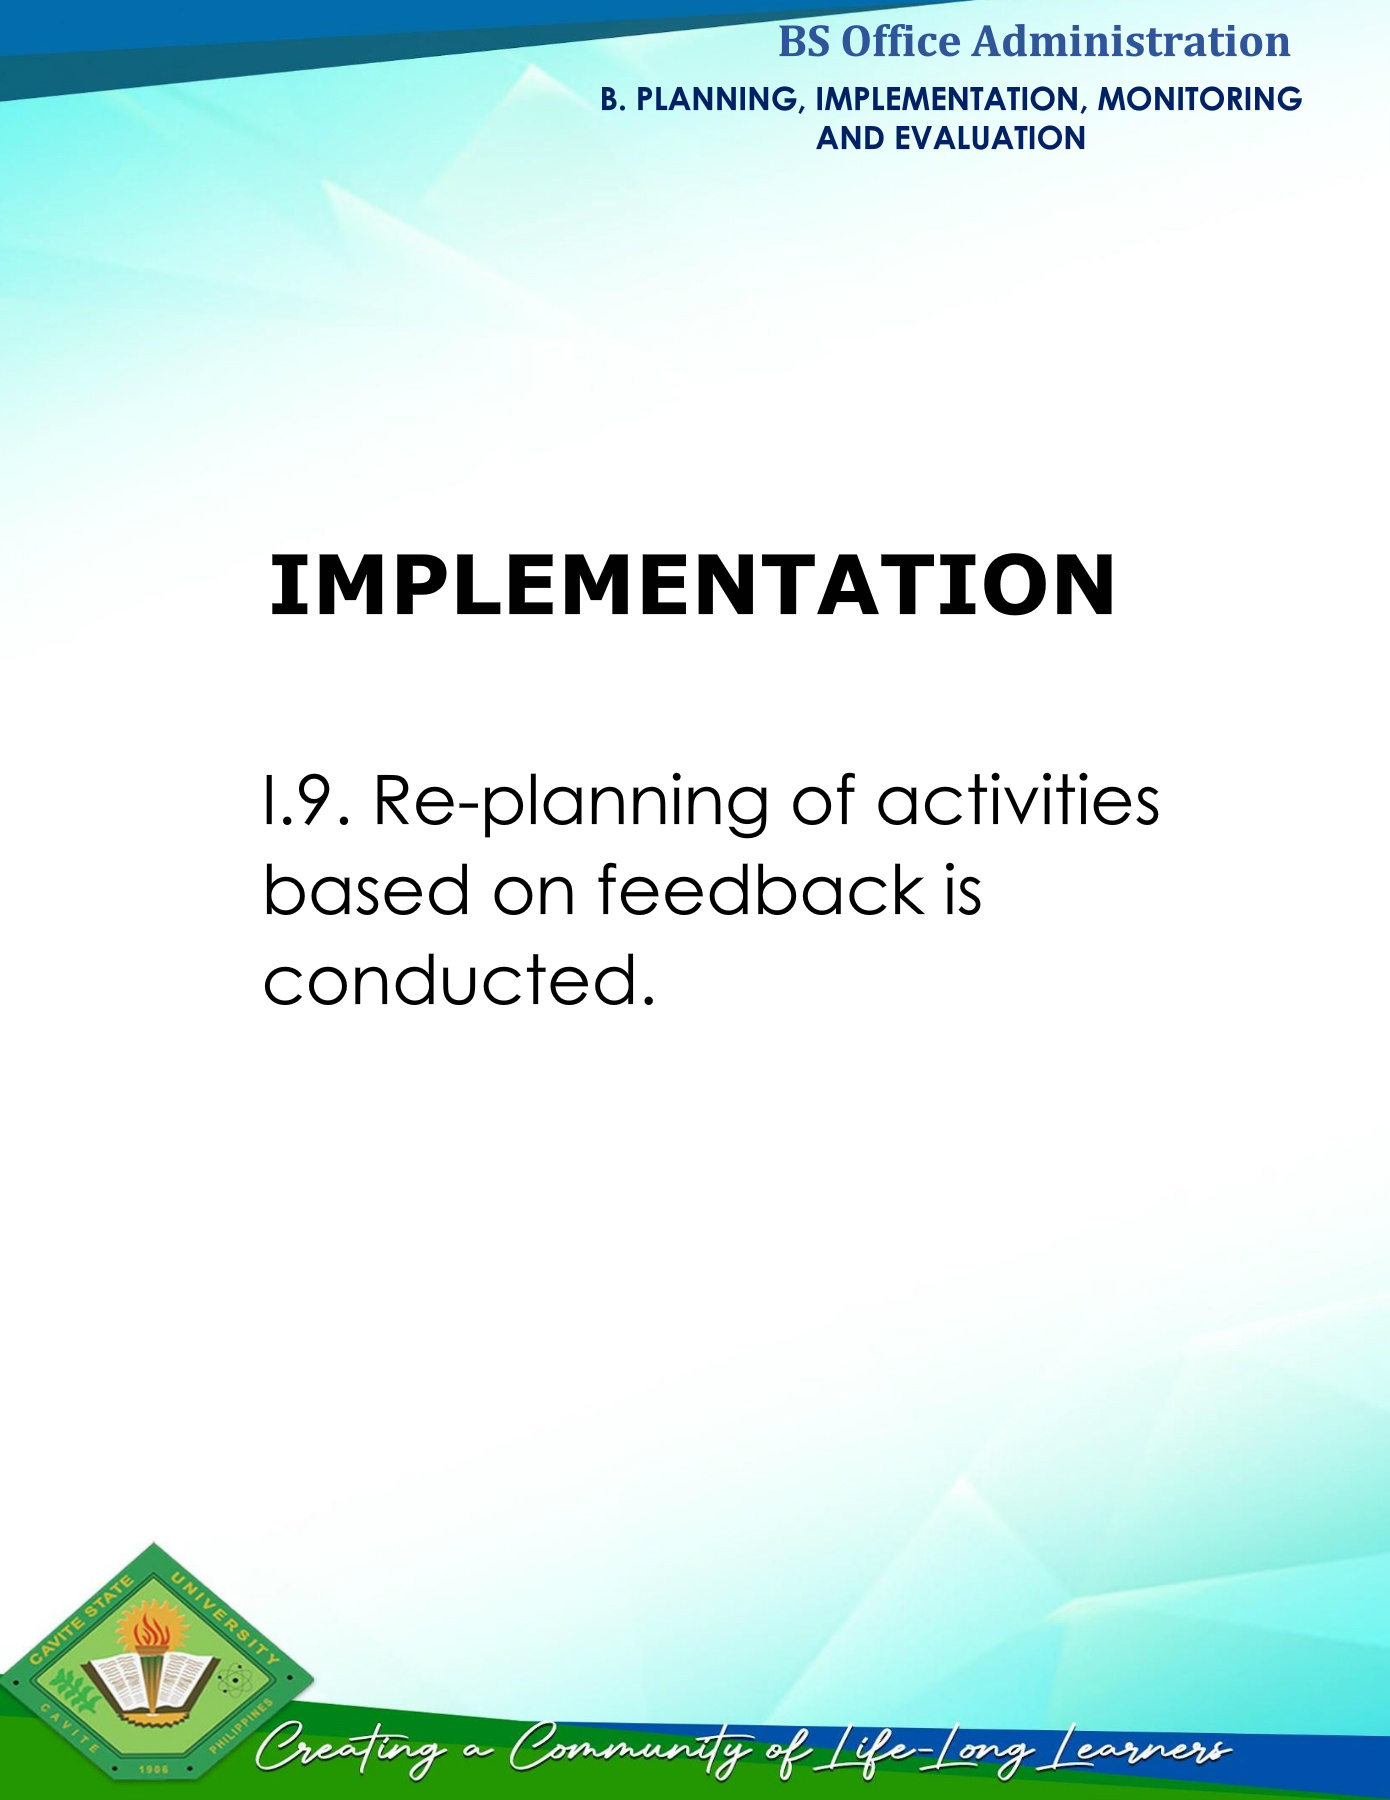 BS Office Administration
B. PLANNING, IMPLEMENTATION, MONITORING
AND EVALUATION
IMPLEMENTATION
I.9. Re-planning of activities
based on feedback is
conducted.
CAVITE STATE UNIVERSITY
CAVITE
PHILIPPINES
1906
Creating a Community of Life-Long Learners